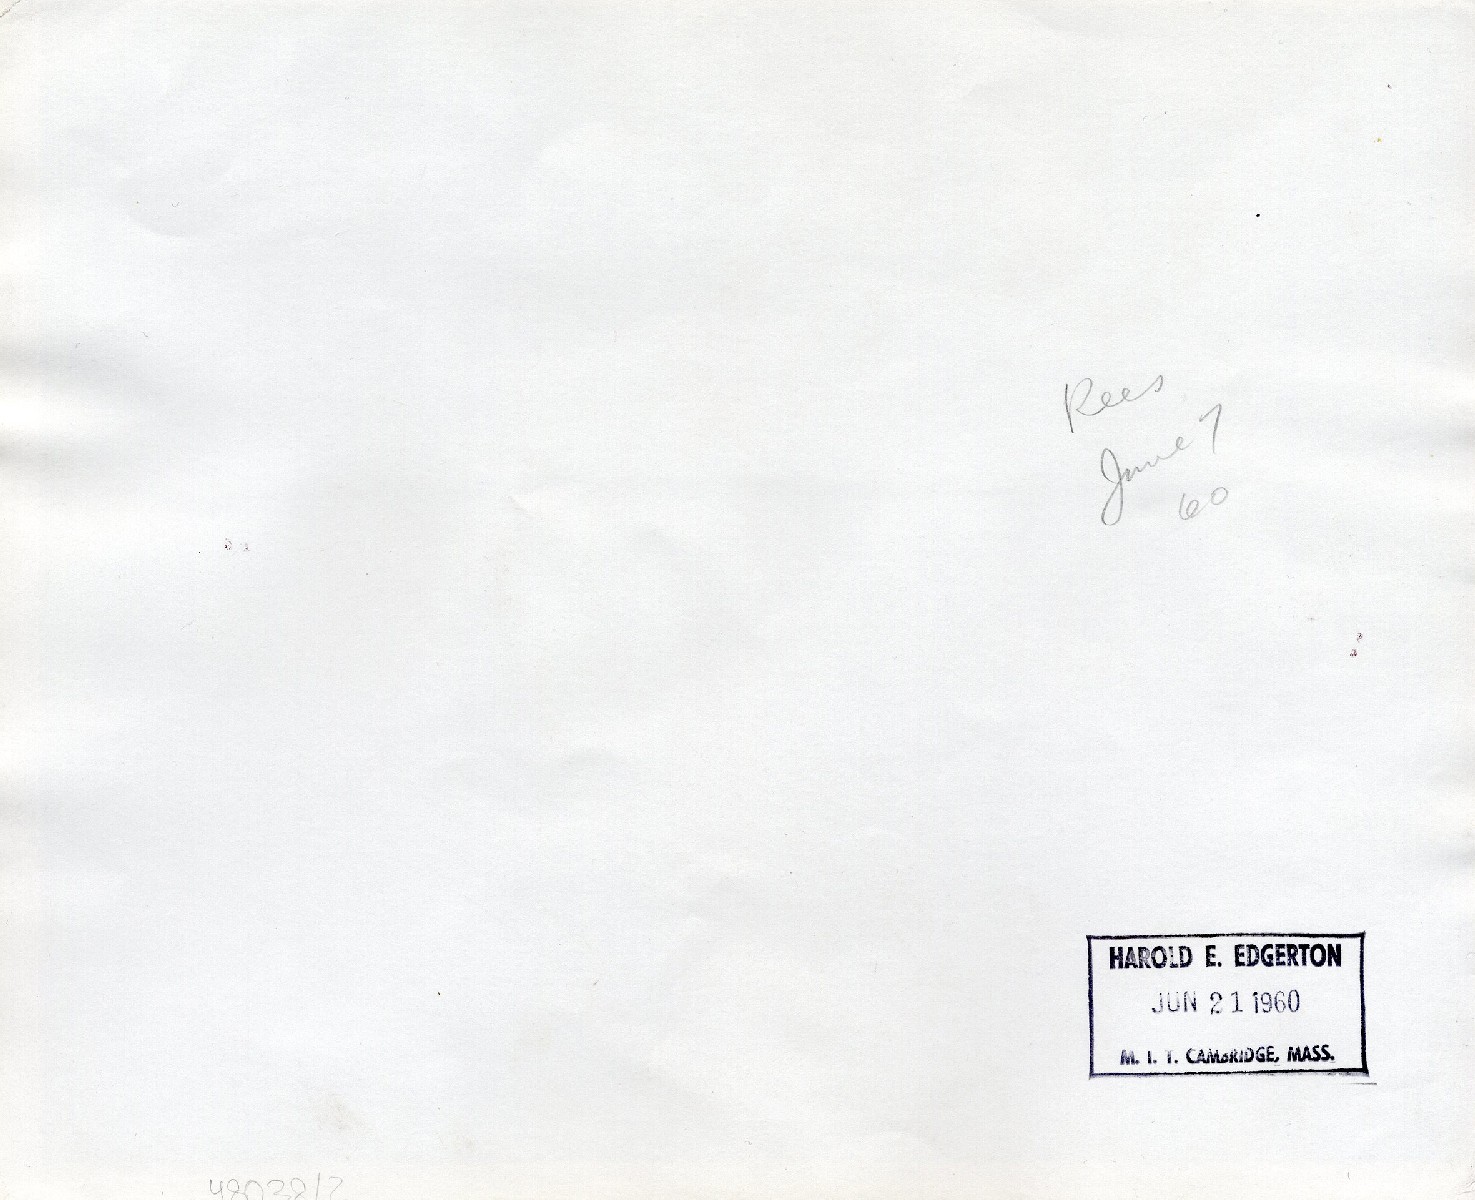 Rees
June 7
60
HAROLD E. EDGERTON
JUN 21 1960
M. I. T. CAMBRIDGE, MASS.